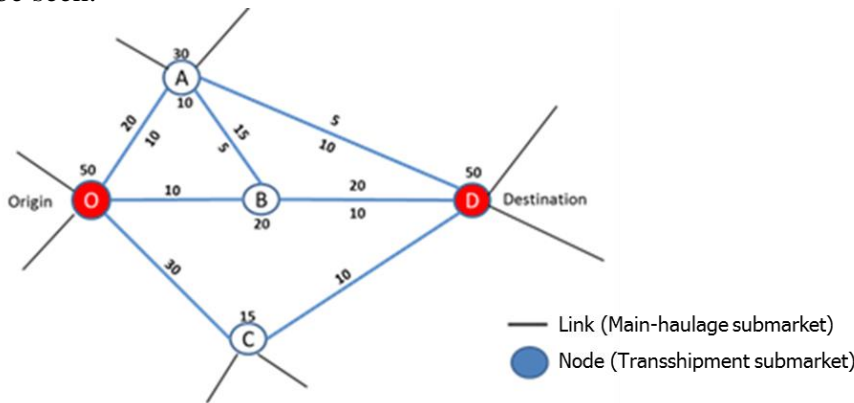 30
A
10
20
10
15
5
5
10
50
Origin
O
10
B
20
20
10
50
D
Destination
30
10
15
C
Link (Main-haulage submarket)
Node (Transshipment submarket)